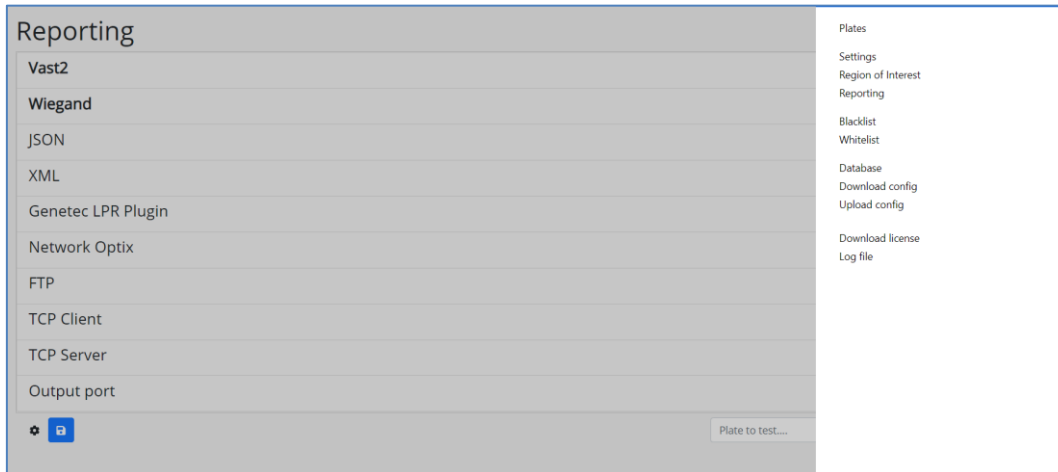 Reporting
Vast2
Wiegand
JSON
XML
Genetec LPR Plugin
Network Optix
FTP
TCP Client
TCP Server
Output port
Plate to test....
Plates
Settings
Region of Interest
Reporting
Blacklist
Whitelist
Database
Download config
Upload config
Download license
Log file